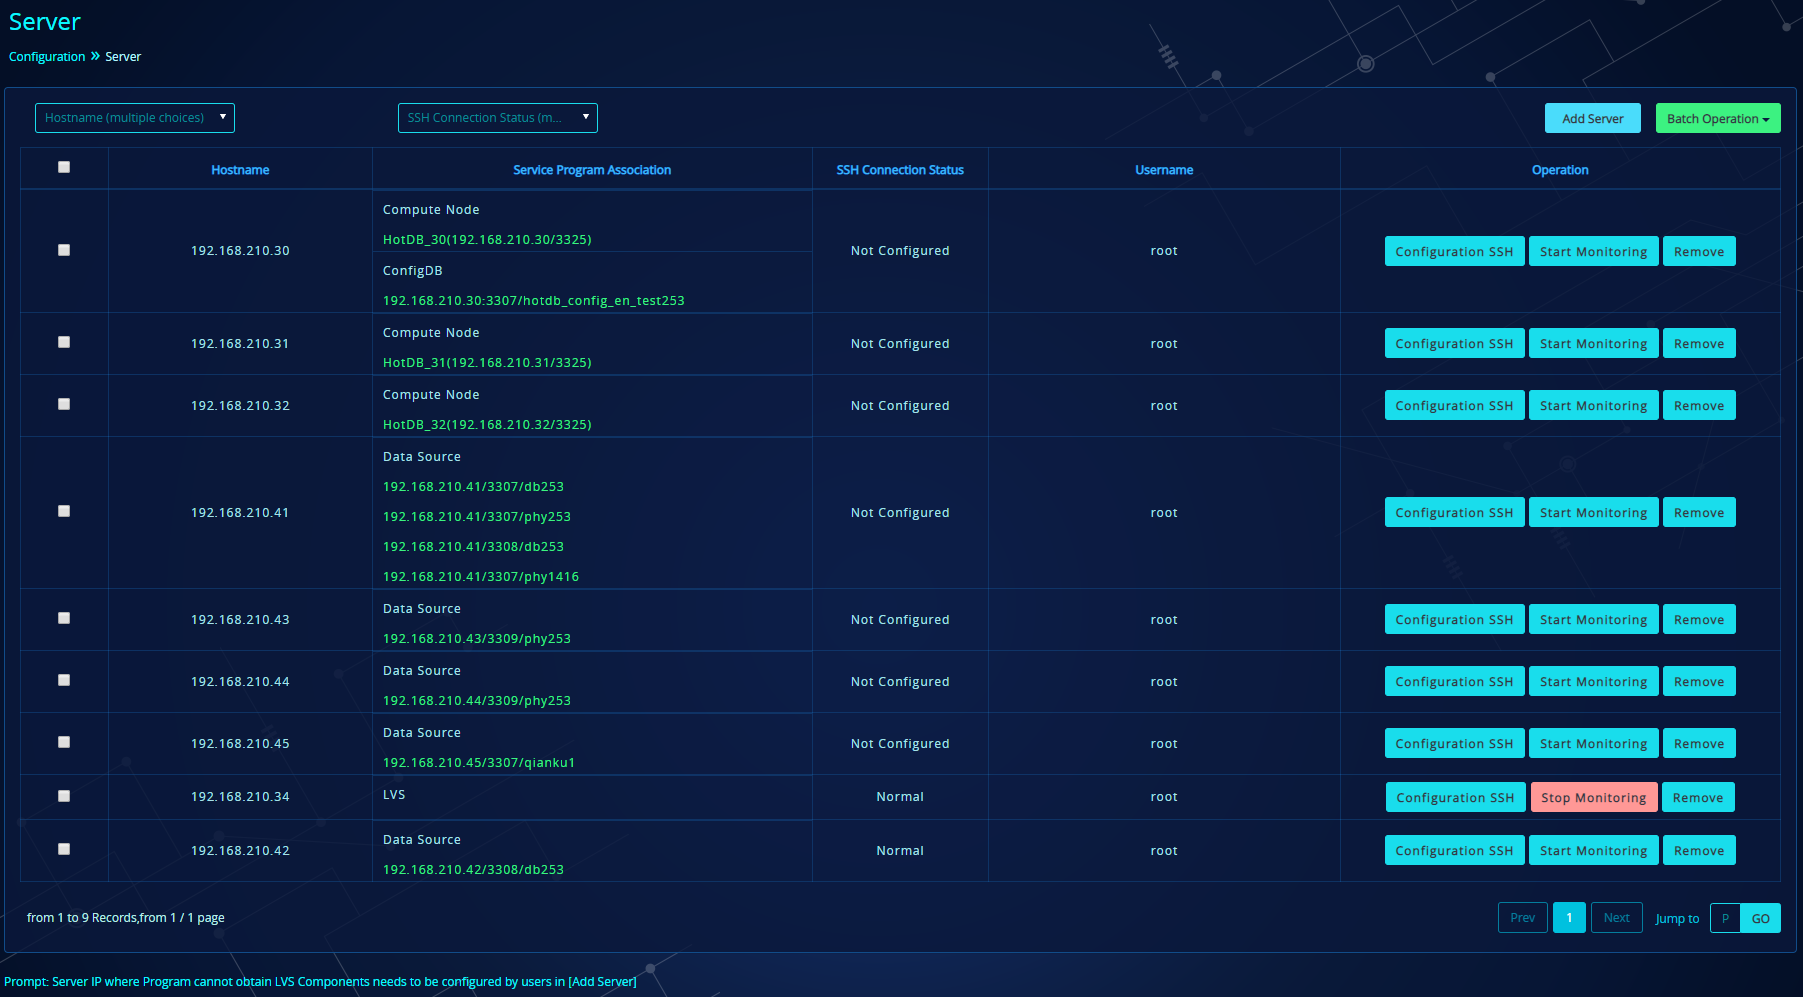 Server
Configuration » Server
Hostname (multiple choices)
SSH Connection Status (m...
Add Server
Batch Operation
Hostname Service Program Association SSH Connection Status Username Operation
Compute Node
HotDB_30(192.168.210.30/3325)
192.168.210.30 Not Configured root Configuration SSH Start Monitoring Remove
ConfigDB
192.168.210.30:3307/hotdb_config_en_test253
Compute Node
192.168.210.31 Not Configured root Configuration SSH Start Monitoring Remove
HotDB_31(192.168.210.31/3325)
Compute Node
192.168.210.32 Not Configured root Configuration SSH Start Monitoring Remove
HotDB_32(192.168.210.32/3325)
Data Source
192.168.210.41/3307/db253
192.168.210.41 192.168.210.41/3307/phy253 Not Configured root Configuration SSH Start Monitoring Remove
192.168.210.41/3308/db253
192.168.210.41/3307/phy1416
Data Source
192.168.210.43 Not Configured root Configuration SSH Start Monitoring Remove
192.168.210.43/3309/phy253
Data Source
192.168.210.44 Not Configured root Configuration SSH Start Monitoring Remove
192.168.210.44/3309/phy253
Data Source
192.168.210.45 Not Configured root Configuration SSH Start Monitoring Remove
192.168.210.45/3307/qianku1
192.168.210.34 LVS Normal root Configuration SSH Stop Monitoring Remove
Data Source
192.168.210.42 Normal root Configuration SSH Start Monitoring Remove
192.168.210.42/3308/db253
from 1 to 9 Records,from 1 / 1 page
Prev 1 Next Jump to P GO
Prompt: Server IP where Program cannot obtain LVS Components needs to be configured by users in [Add Server]